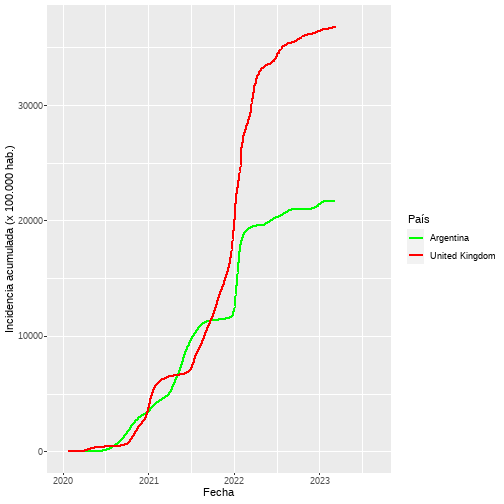 Incidencia acumulada (x 100.000 hab.)
30000
20000
10000
0
2020 2021 2022 2023
Fecha
País
Argentina
United Kingdom